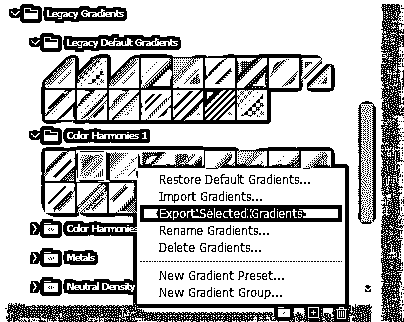 Legacy Gradients
Legacy Default Gradients
Color Harmonies 1
Restore Default Gradients...
Import Gradients...
Export Selected Gradients...
Rename Gradients...
Delete Gradients...
Color Harmonies
New Gradient Preset...
Metals
New Gradient Group...
Neutral Density